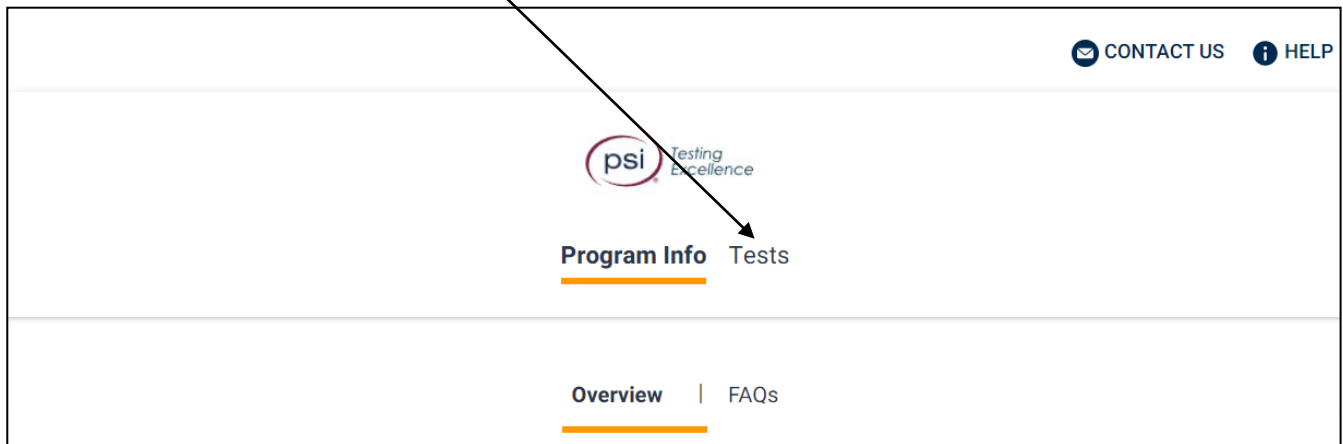 CONTACT US HELP
psi Testing
Excellence
Program Info Tests
Overview | FAQs